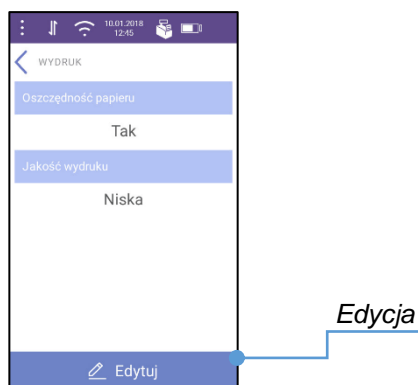 10.01.2018
12:45
WYDRUK
Oszczędność papieru
Tak
Jakość wydruku
Niska
Edycja
Edytuj